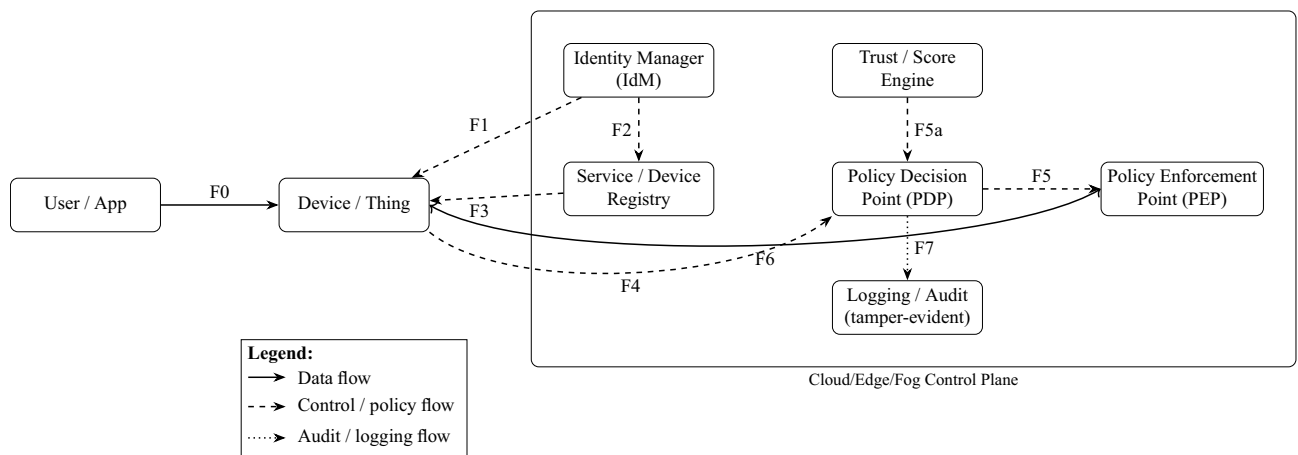 Identity Manager
(IdM)
Trust / Score
Engine
F1
F2
F5a
User / App
F0
Device / Thing
F3
Service / Device
Registry
Policy Decision
Point (PDP)
F5
Policy Enforcement
Point (PEP)
F4
F6
F7
Logging / Audit
(tamper-evident)
Cloud/Edge/Fog Control Plane
Legend:
Data flow
Control / policy flow
Audit / logging flow